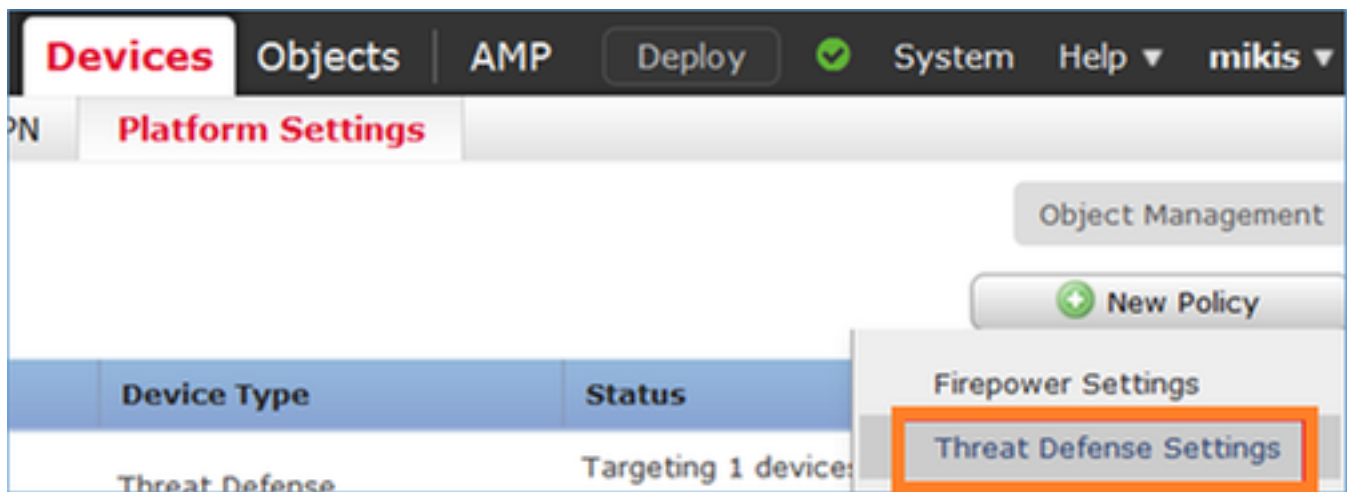 Devices Objects AMP Deploy System Help mikis
PN Platform Settings
Object Management
New Policy
Device Type Status
Firepower Settings
Threat Defense Settings
Targeting 1 devices
Threat Defense